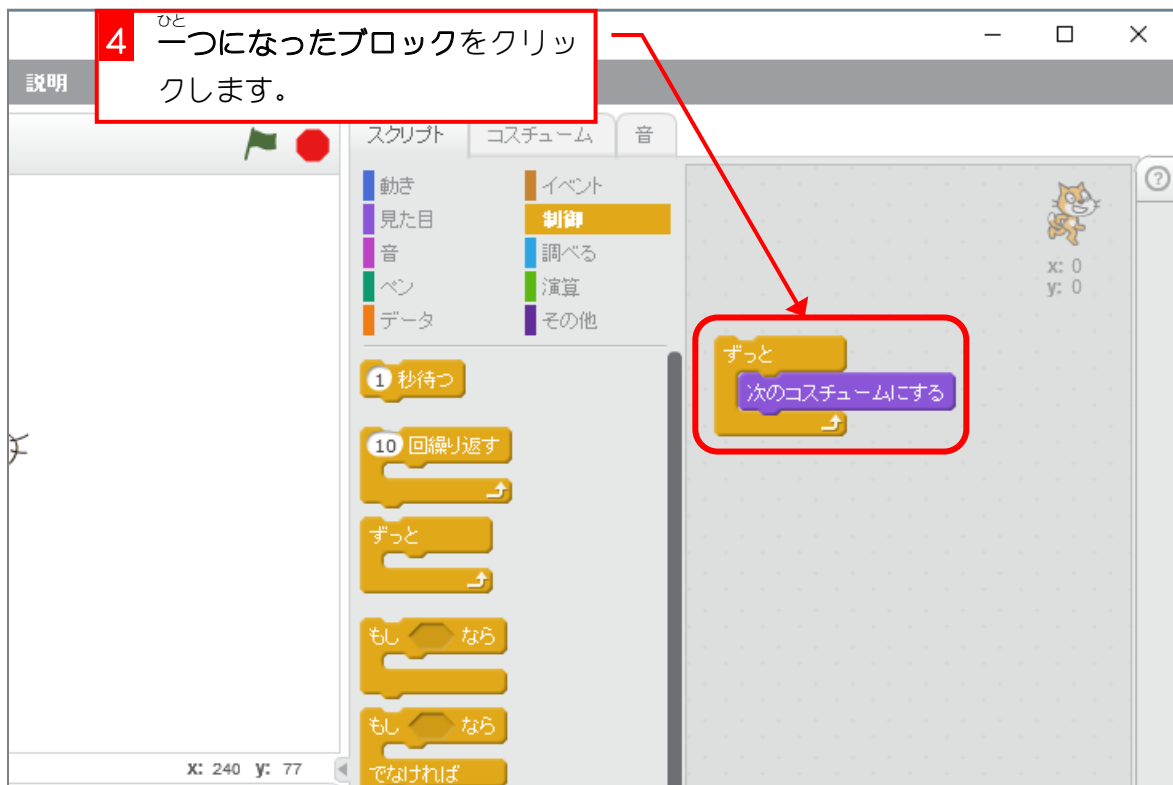 ひと
4 一つになったブロックをクリッ
クします。
説明
スクリプト コスチューム 音
動き イベント
見た目 制御
音 調べる
ペン 演算
データ その他
x: 0
y: 0
1 秒待つ
10 回繰り返す
ずっと
もし なら
もし なら
でなければ
ずっと
次のコスチュームにする
X: 240 y: 77
?